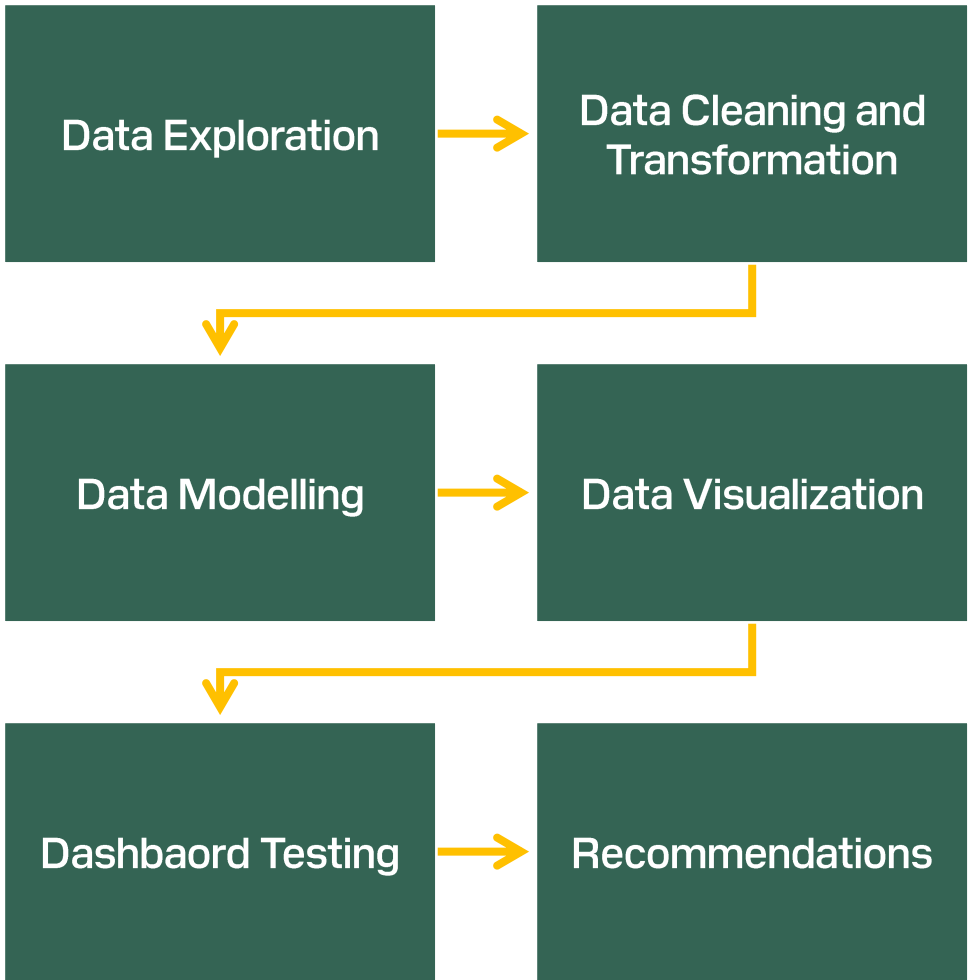 Data Exploration
Data Cleaning and
Transformation
Data Modelling
Data Visualization
Dashbaord Testing
Recommendations